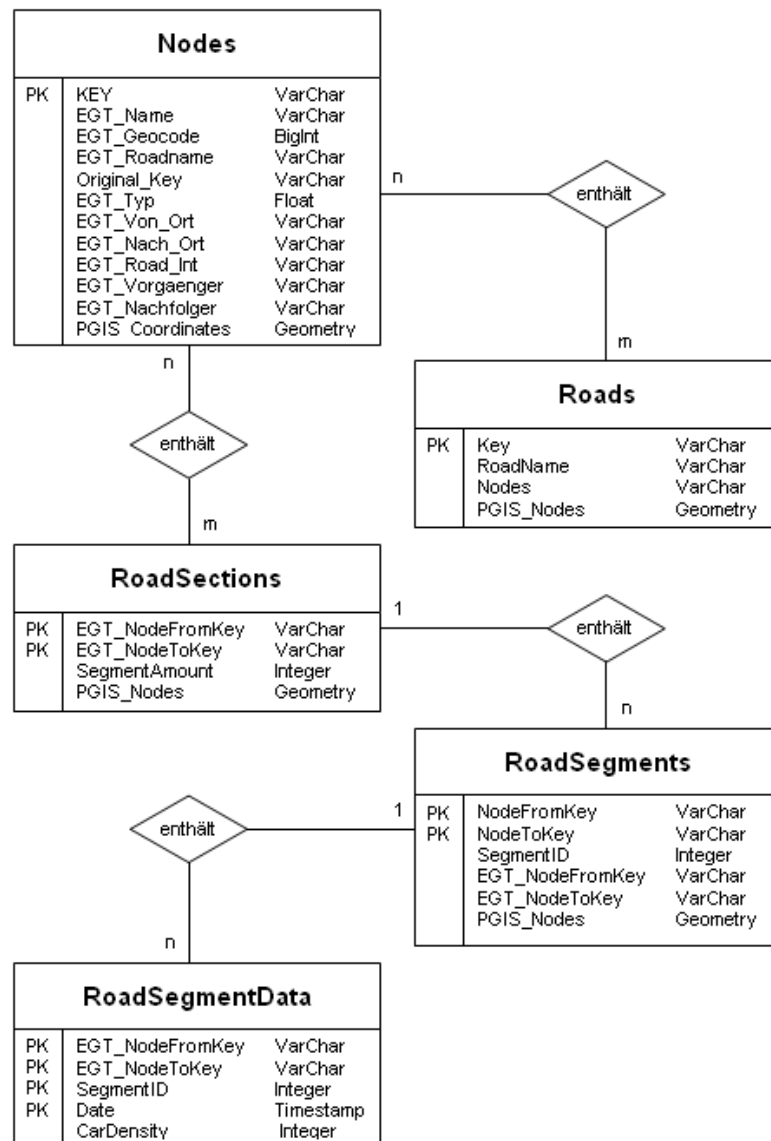 Nodes
PK KEY VarChar
EGT_Name VarChar
EGT_Geocode BigInt
EGT_Roadname VarChar
Original_Key VarChar
EGT_Typ Float
EGT_Von_Ort VarChar
EGT_Nach_Ort VarChar
EGT_Road_Int VarChar
EGT_Vorgaenger VarChar
EGT_Nachfolger VarChar
PGIS_Coordinates Geometry
n
enthält
m
n
enthält
m
Roads
PK Key VarChar
RoadName VarChar
Nodes VarChar
PGIS_Nodes Geometry
RoadSections
PK EGT_NodeFromKey VarChar
PK EGT_NodeToKey VarChar
SegmentAmount Integer
PGIS_Nodes Geometry
1
enthält
n
RoadSegments
PK NodeFromKey VarChar
PK NodeToKey VarChar
SegmentID Integer
EGT_NodeFromKey VarChar
EGT_NodeToKey VarChar
PGIS_Nodes Geometry
1
enthält
n
RoadSegmentData
PK EGT_NodeFromKey VarChar
PK EGT_NodeToKey VarChar
PK SegmentID Integer
PK Date Timestamp
CarDensity Integer